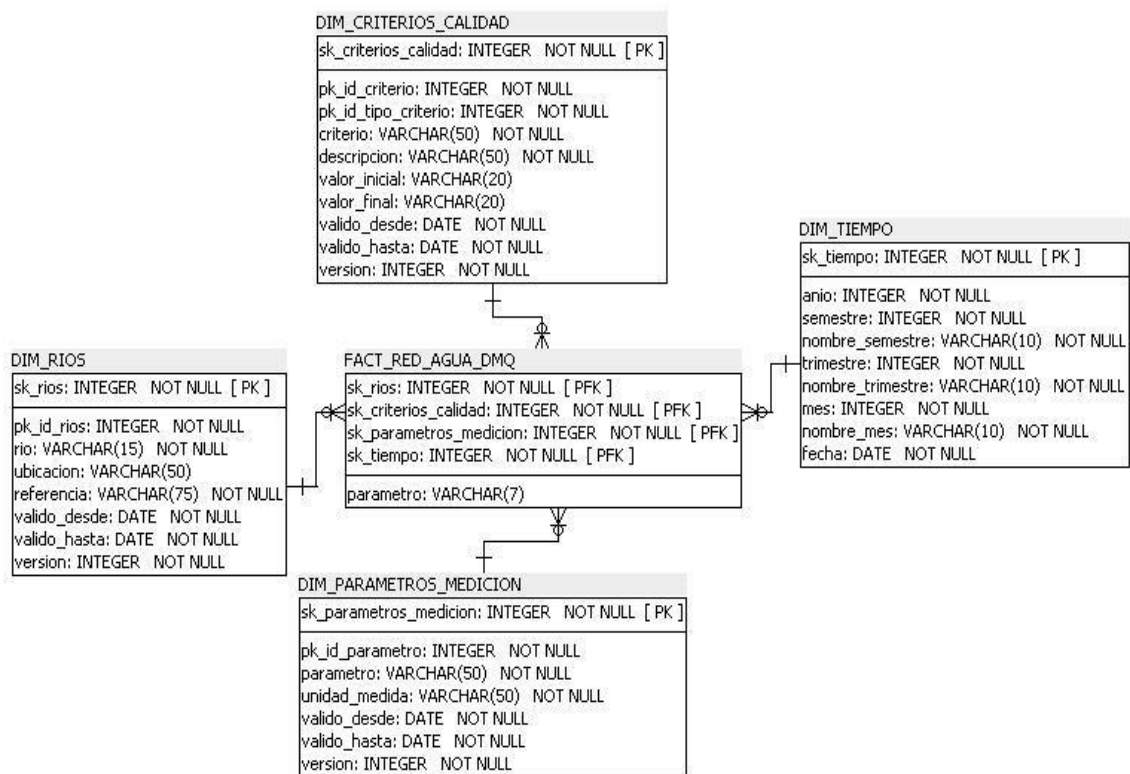 DIM_CRITERIOS_CALIDAD
sk_criterios_calidad: INTEGER NOT NULL [ PK ]
pk_id_criterio: INTEGER NOT NULL
pk_id_tipo_criterio: INTEGER NOT NULL
criterio: VARCHAR(50) NOT NULL
descripcion: VARCHAR(50) NOT NULL
valor_inicial: VARCHAR(20)
valor_final: VARCHAR(20)
valido_desde: DATE NOT NULL
valido_hasta: DATE NOT NULL
version: INTEGER NOT NULL
DIM_TIEMPO
sk_tiempo: INTEGER NOT NULL [ PK ]
anio: INTEGER NOT NULL
semestre: INTEGER NOT NULL
nombre_semestre: VARCHAR(10) NOT NULL
trimestre: INTEGER NOT NULL
nombre_trimestre: VARCHAR(10) NOT NULL
mes: INTEGER NOT NULL
nombre_mes: VARCHAR(10) NOT NULL
fecha: DATE NOT NULL
DIM_RIOS
sk_rios: INTEGER NOT NULL [ PK ]
pk_id_rios: INTEGER NOT NULL
rio: VARCHAR(15) NOT NULL
ubicacion: VARCHAR(50)
referencia: VARCHAR(75) NOT NULL
valido_desde: DATE NOT NULL
valido_hasta: DATE NOT NULL
version: INTEGER NOT NULL
FACT_RED_AGUA_DMQ
sk_rios: INTEGER NOT NULL [ PFK ]
sk_criterios_calidad: INTEGER NOT NULL [ PFK ]
sk_parametros_medicion: INTEGER NOT NULL [ PFK ]
sk_tiempo: INTEGER NOT NULL [ PFK ]
parametro: VARCHAR(7)
DIM_PARAMETROS_MEDICION
sk_parametros_medicion: INTEGER NOT NULL [ PK ]
pk_id_parametro: INTEGER NOT NULL
parametro: VARCHAR(50) NOT NULL
unidad_medida: VARCHAR(50) NOT NULL
valido_desde: DATE NOT NULL
valido_hasta: DATE NOT NULL
version: INTEGER NOT NULL